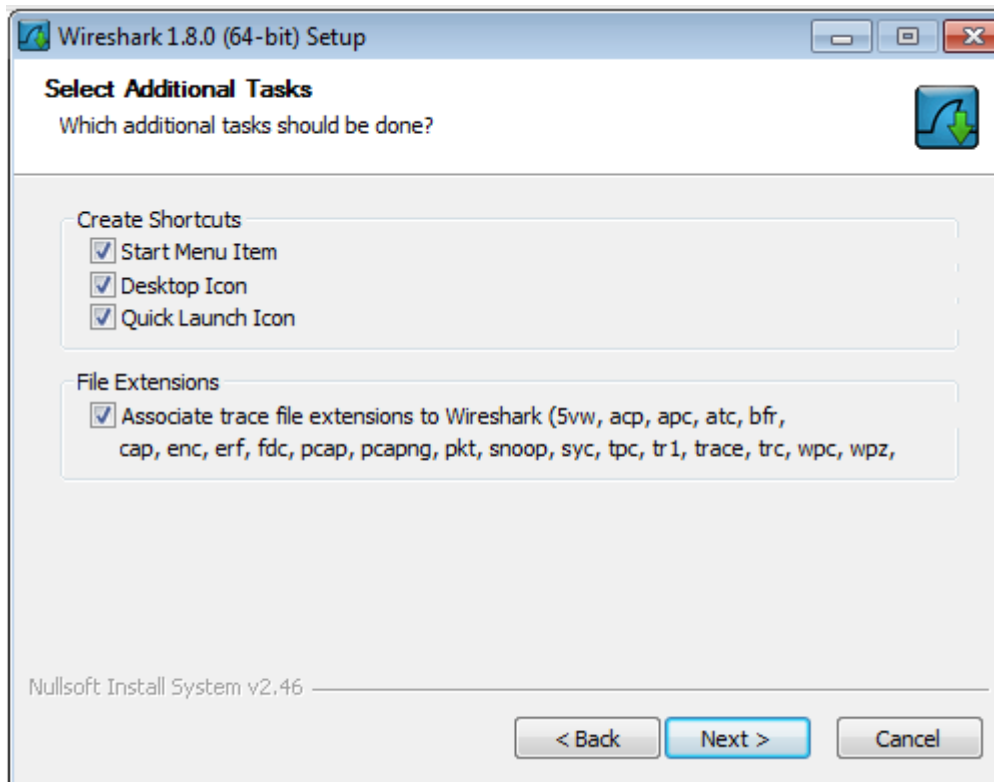 Wireshark 1.8.0 (64-bit) Setup
Select Additional Tasks
Which additional tasks should be done?
Create Shortcuts
Start Menu Item
Desktop Icon
Quick Launch Icon
File Extensions
Associate trace file extensions to Wireshark (5vw, acp, apc, atc, bfr,
cap, enc, erf, fdc, pcap, pcapng, pkt, snoop, syc, tpc, tr1, trace, trc, wpc, wpz,
Nullsoft Install System v2.46
< Back Next > Cancel